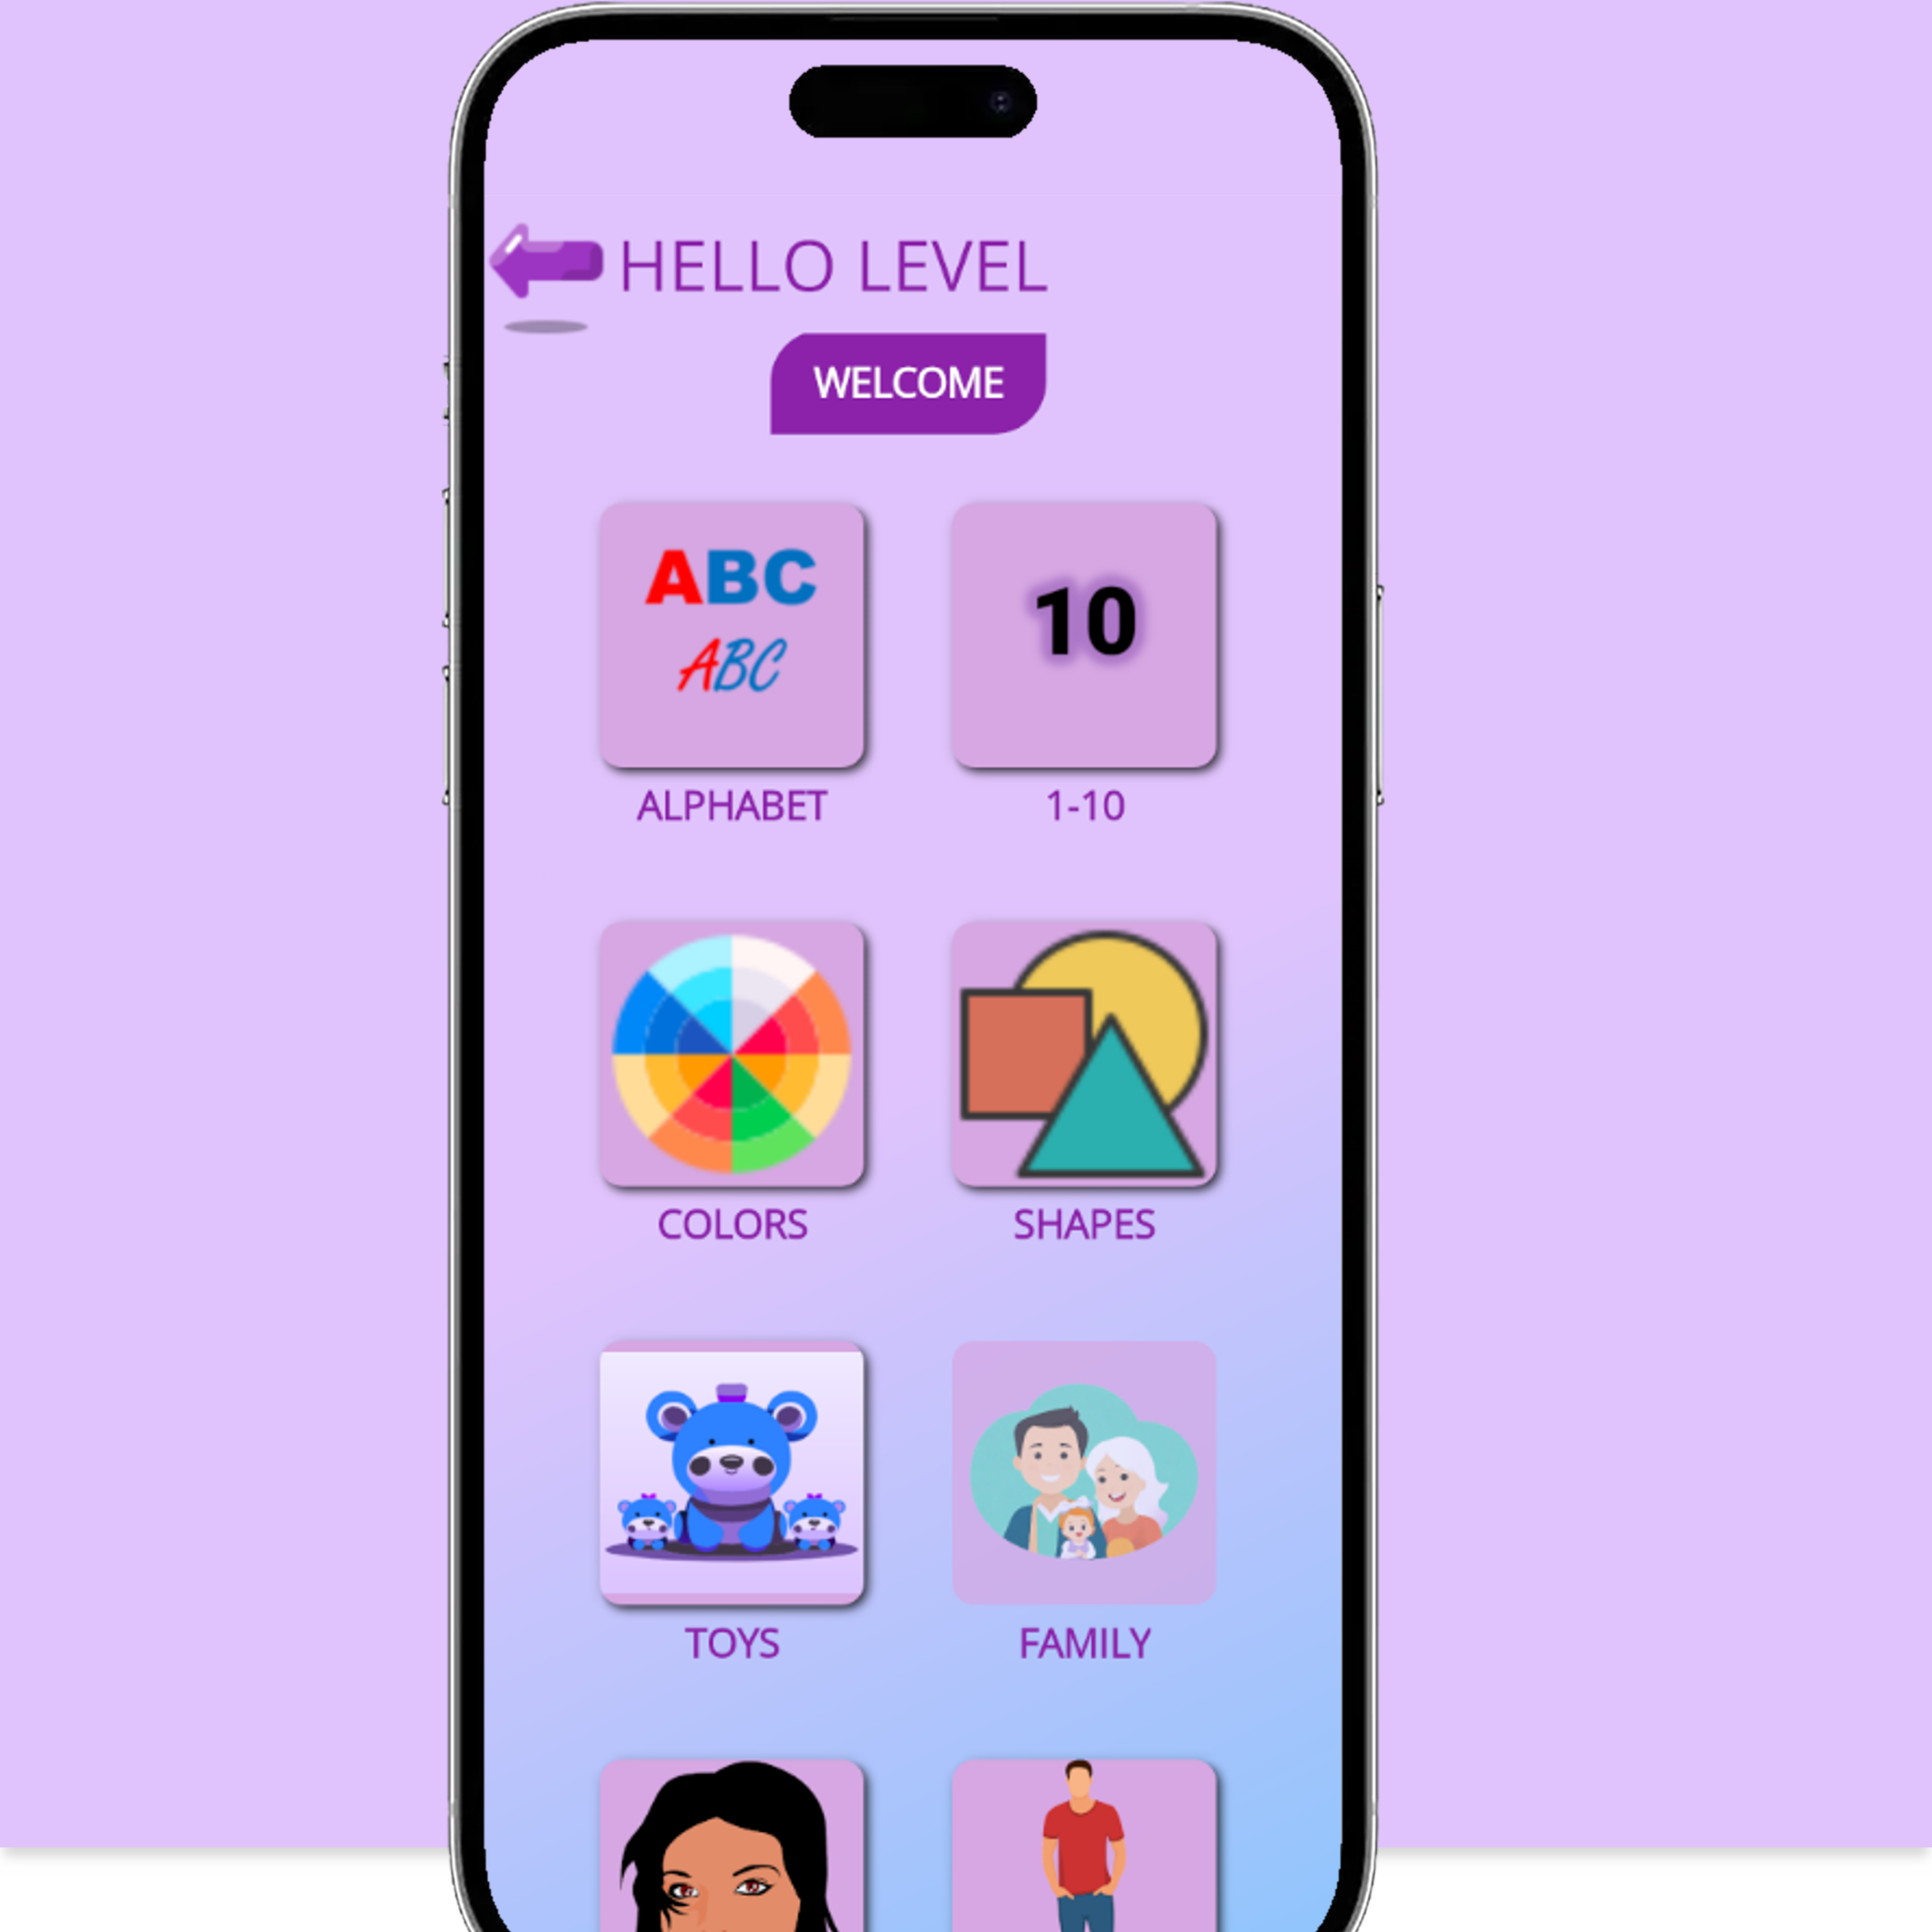 HELLO LEVEL
WELCOME
ABC
ABC
10
ALPHABET
1-10
COLORS
SHAPES
TOYS
FAMILY